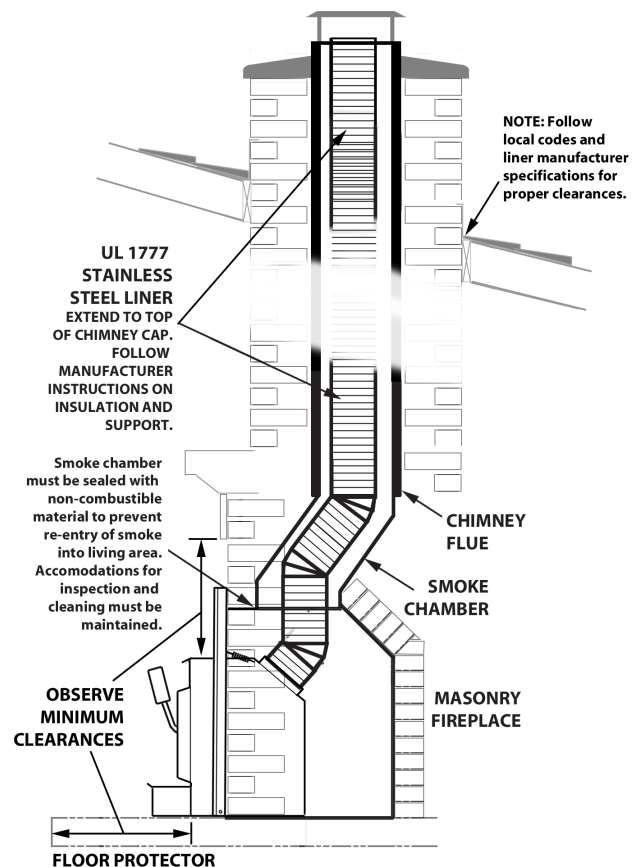 NOTE: Follow
local codes and
liner manufacturer
specifications for
proper clearances.
UL 1777
STAINLESS
STEEL LINER
EXTEND TO TOP
OF CHIMNEY CAP.
FOLLOW
MANUFACTURER
INSTRUCTIONS ON
INSULATION AND
SUPPORT.
Smoke chamber
must be sealed with
non-combustible
material to prevent
re-entry of smoke
into living area.
Accomodations for
inspection and
cleaning must be
maintained.
CHIMNEY
FLUE
SMOKE
CHAMBER
MASONRY
FIREPLACE
OBSERVE
MINIMUM
CLEARANCES
FLOOR PROTECTOR